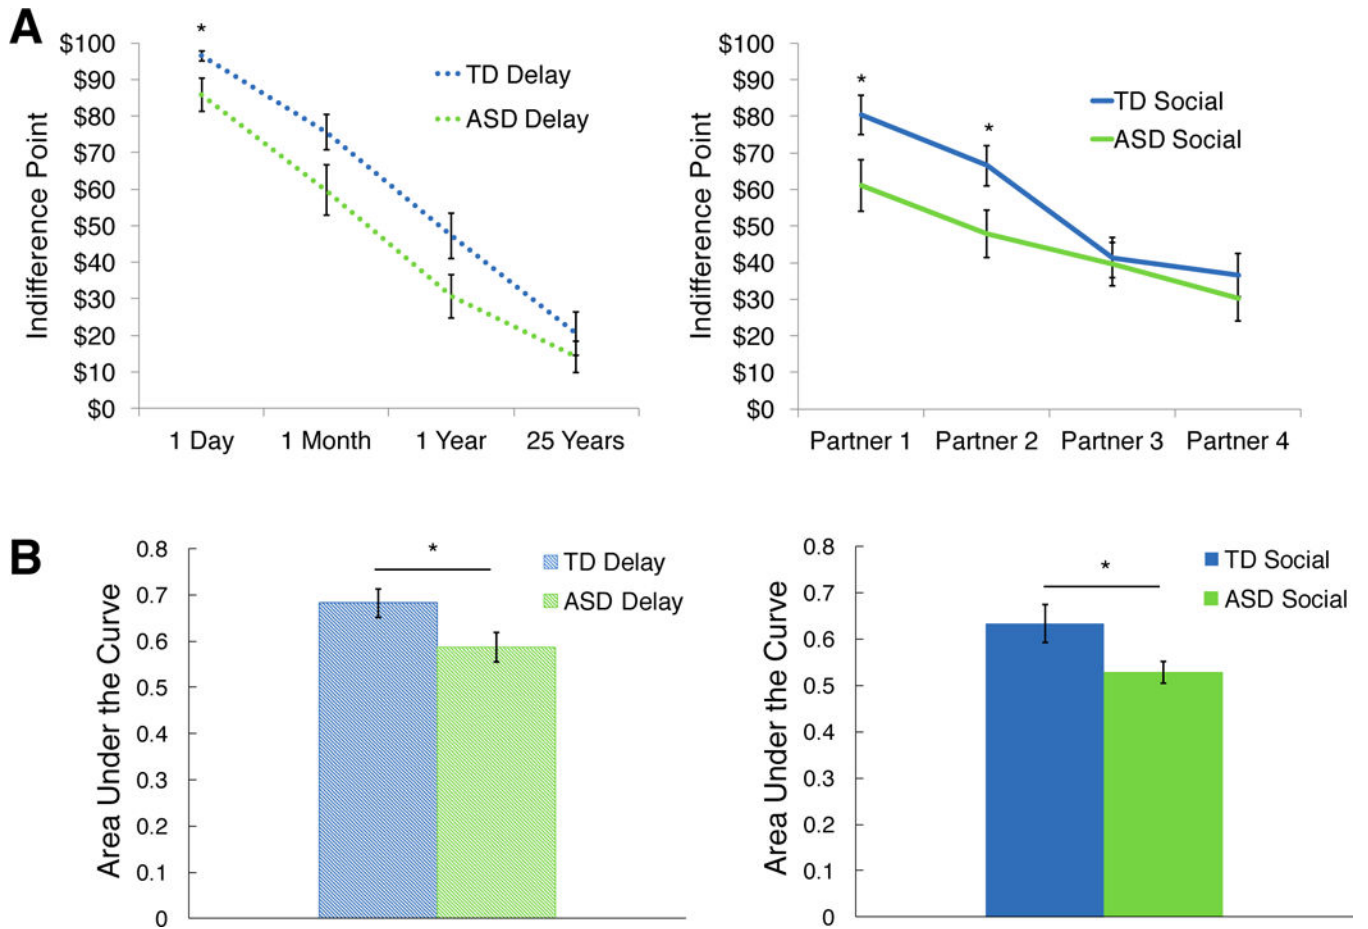 A
*
$100
$90
$80
$70
$60
$50
$40
$30
$20
$10
$0
Indifference Point
TD Delay
ASD Delay
1 Day 1 Month 1 Year 25 Years
*
*
$100
$90
$80
$70
$60
$50
$40
$30
$20
$10
$0
Indifference Point
TD Social
ASD Social
Partner 1 Partner 2 Partner 3 Partner 4
B
0.8
0.7
0.6
0.5
0.4
0.3
0.2
0.1
0
Area Under the Curve
*
TD Delay
ASD Delay
0.8
0.7
0.6
0.5
0.4
0.3
0.2
0.1
0
Area Under the Curve
*
TD Social
ASD Social